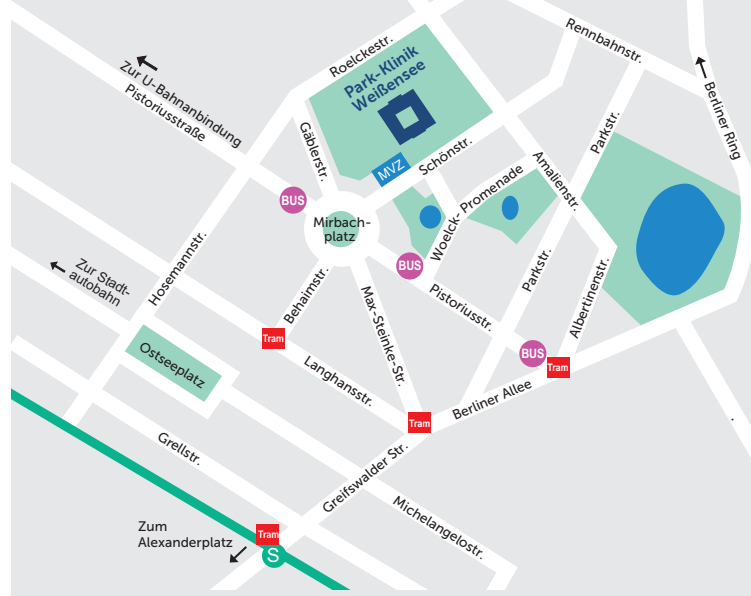 Rennbahnstr.
Roelckestr.
Zur U-Bahnanbindung
Pistoriusstraße
Park-Klinik
Weißensee
Berliner Ring
Parkstr.
Gäblerstr.
Schönstr.
MVZ
Amalienstr.
BUS
Mirbach-
platz
Woelck-Promenade
Hosemannstr.
BUS
Zur Stadt-
autobahn
Behaimstr.
Max-Steinke-Str.
Pistoriusstr.
Parkstr.
Albertinenstr.
Tram
BUS
Tram
Ostseeplatz
Langhansstr.
Berliner Allee
Tram
Grellstr.
Greifswalder Str.
Michelangelostr.
Zum
Alexanderplatz
Tram
S